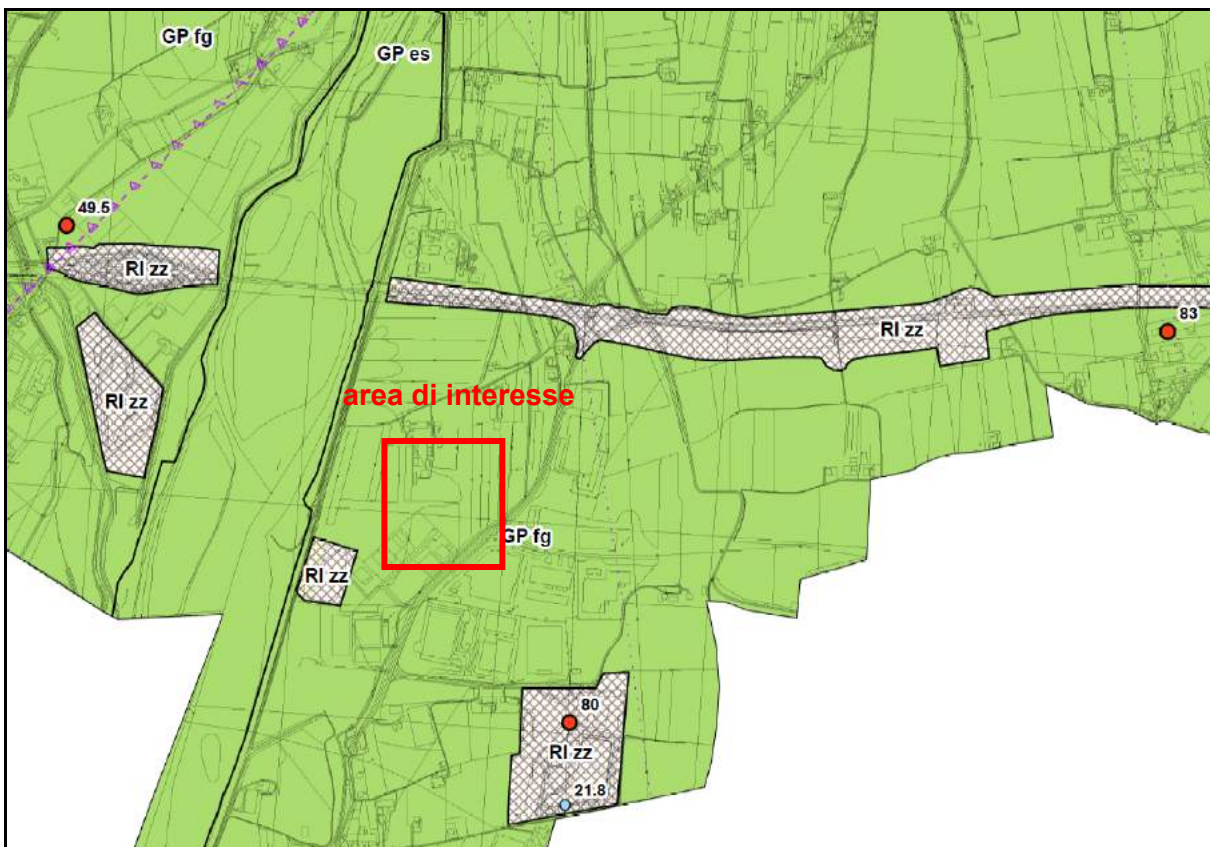 GP fg
GP es
49.5
RI zz
83
RI zz
RI zz
area di interesse
GP fg
RI zz
80
RI zz
21.8